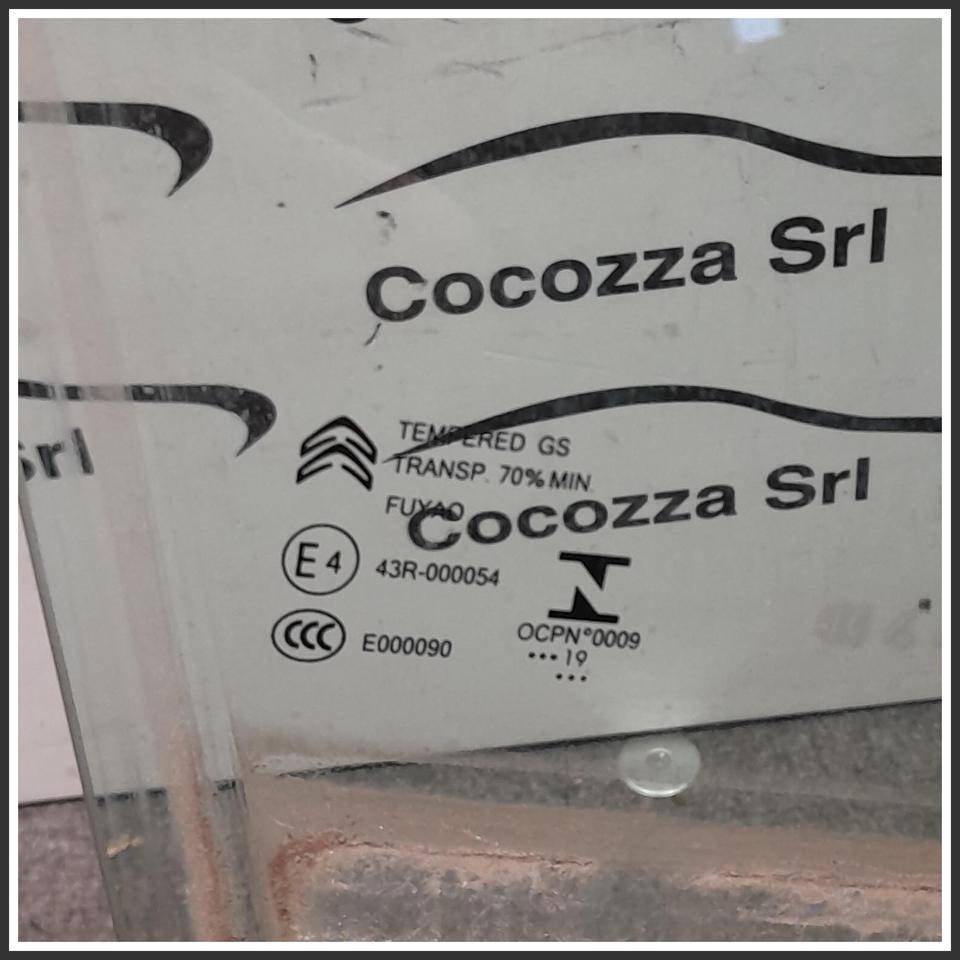 Cocozza Srl
srl
TEMPERED GS
TRANSP. 70% MIN.
FUYAO
Cocozza Srl
E4 43R-000054
CCC E000090
OCPN°0009
•••19
•••